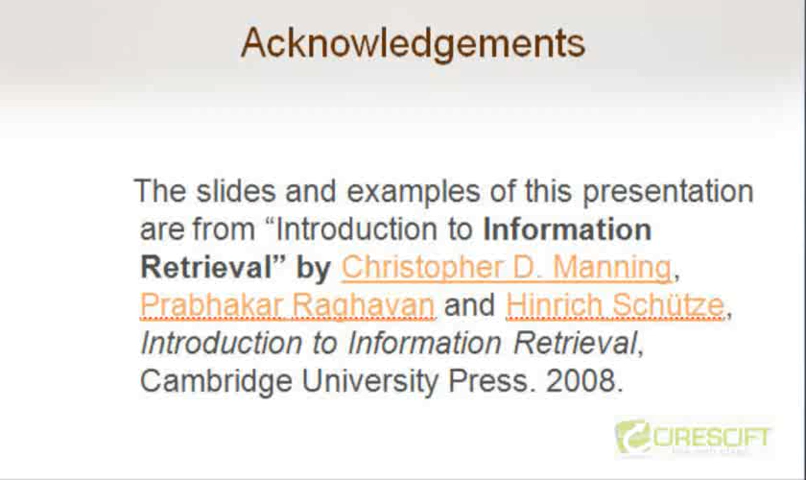 Acknowledgements
The slides and examples of this presentation
are from “Introduction to Information
Retrieval” by Christopher D. Manning,
Prabhakar Raghavan and Hinrich Schütze,
Introduction to Information Retrieval,
Cambridge University Press. 2008.